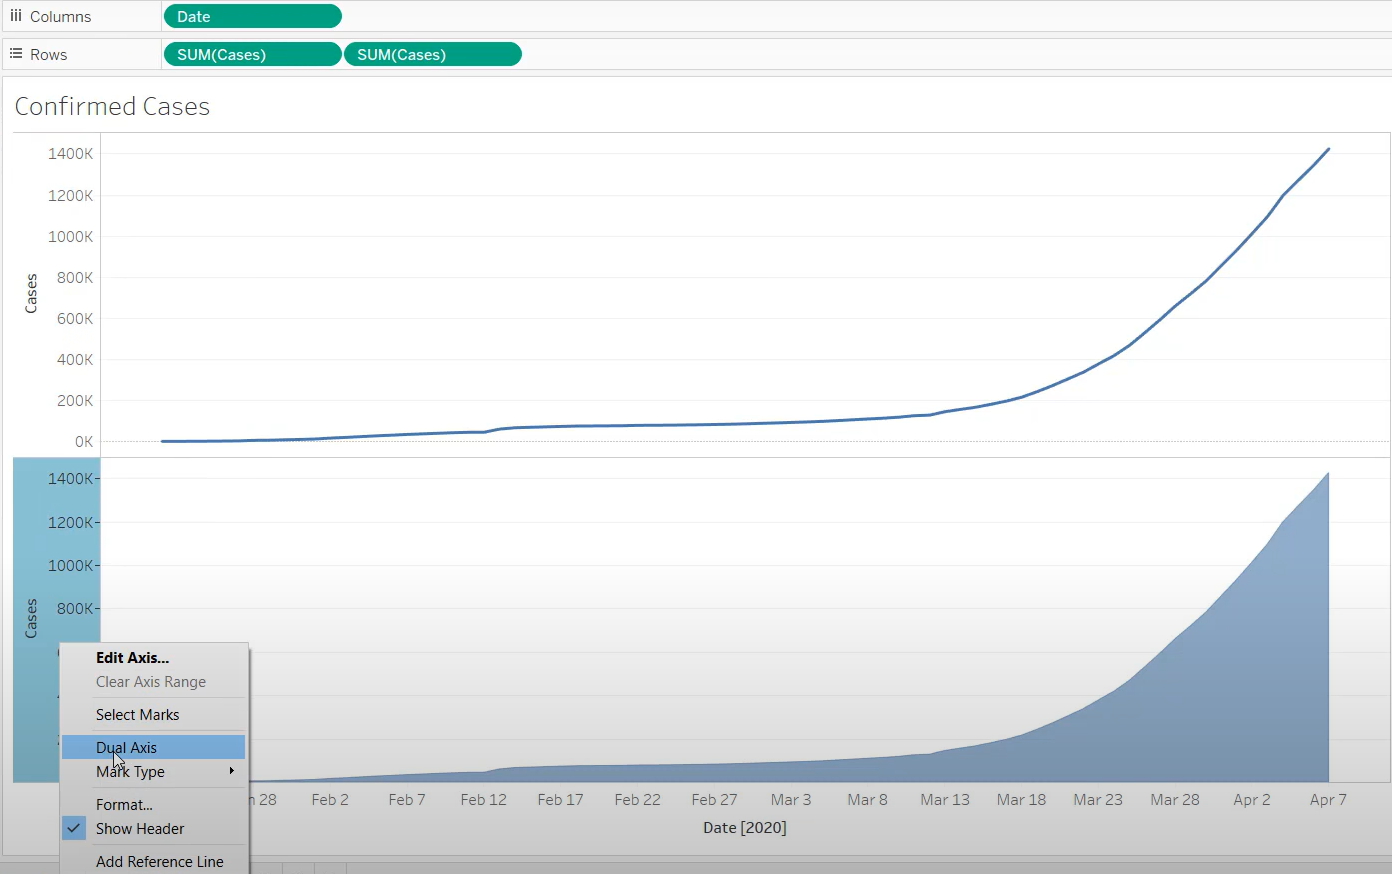 Columns
Date
Rows
SUM(Cases) SUM(Cases)
Confirmed Cases
1400K
1200K
1000K
800K
600K
400K
200K
0K
Cases
1400K
1200K
1000K
800K
Cases
Edit Axis...
Clear Axis Range
Select Marks
Dual Axis
Mark Type
Format...
Show Header
Add Reference Line
28 Feb 2 Feb 7 Feb 12 Feb 17 Feb 22 Feb 27 Mar 3 Mar 8 Mar 13 Mar 18 Mar 23 Mar 28 Apr 2 Apr 7
Date [2020]